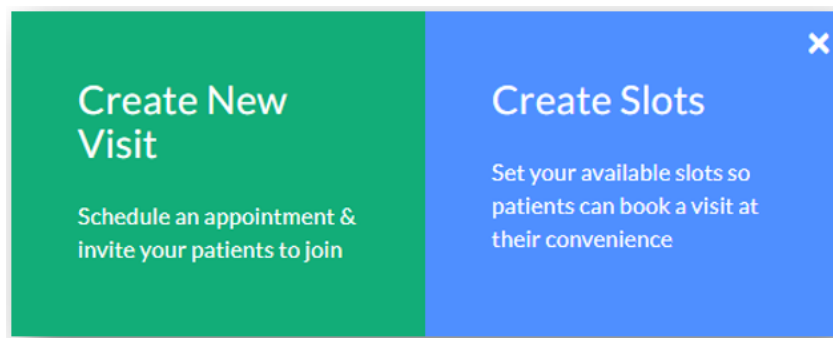 Create New
Visit
Schedule an appointment &
invite your patients to join
Create Slots
Set your available slots so
patients can book a visit at
their convenience